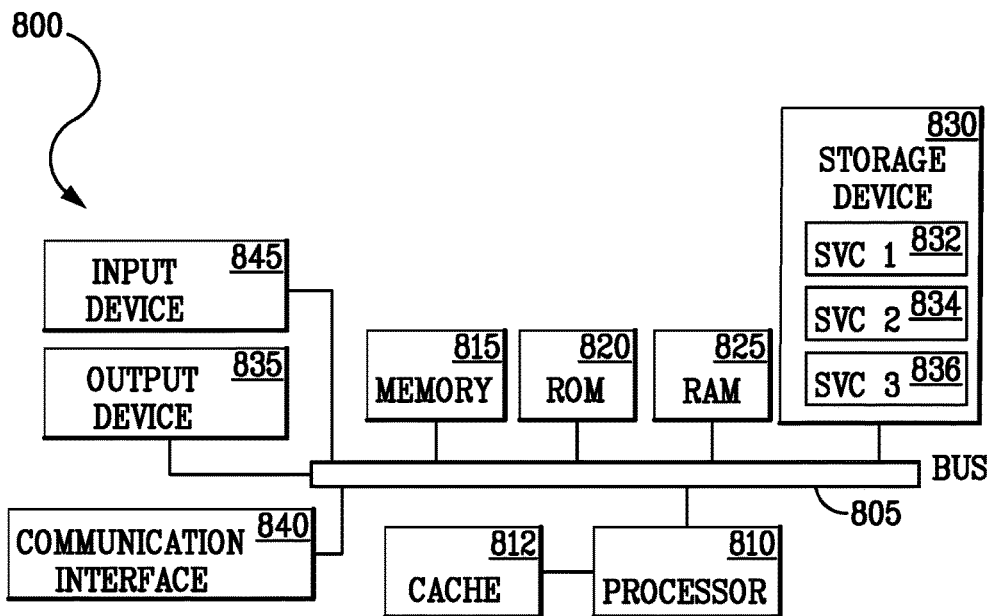 800
830
STORAGE
DEVICE
SVC 1 832
SVC 2 834
SVC 3 836
845
INPUT
DEVICE
835
OUTPUT
DEVICE
815
MEMORY
820
ROM
825
RAM
BUS
805
840
COMMUNICATION
INTERFACE
812
CACHE
810
PROCESSOR